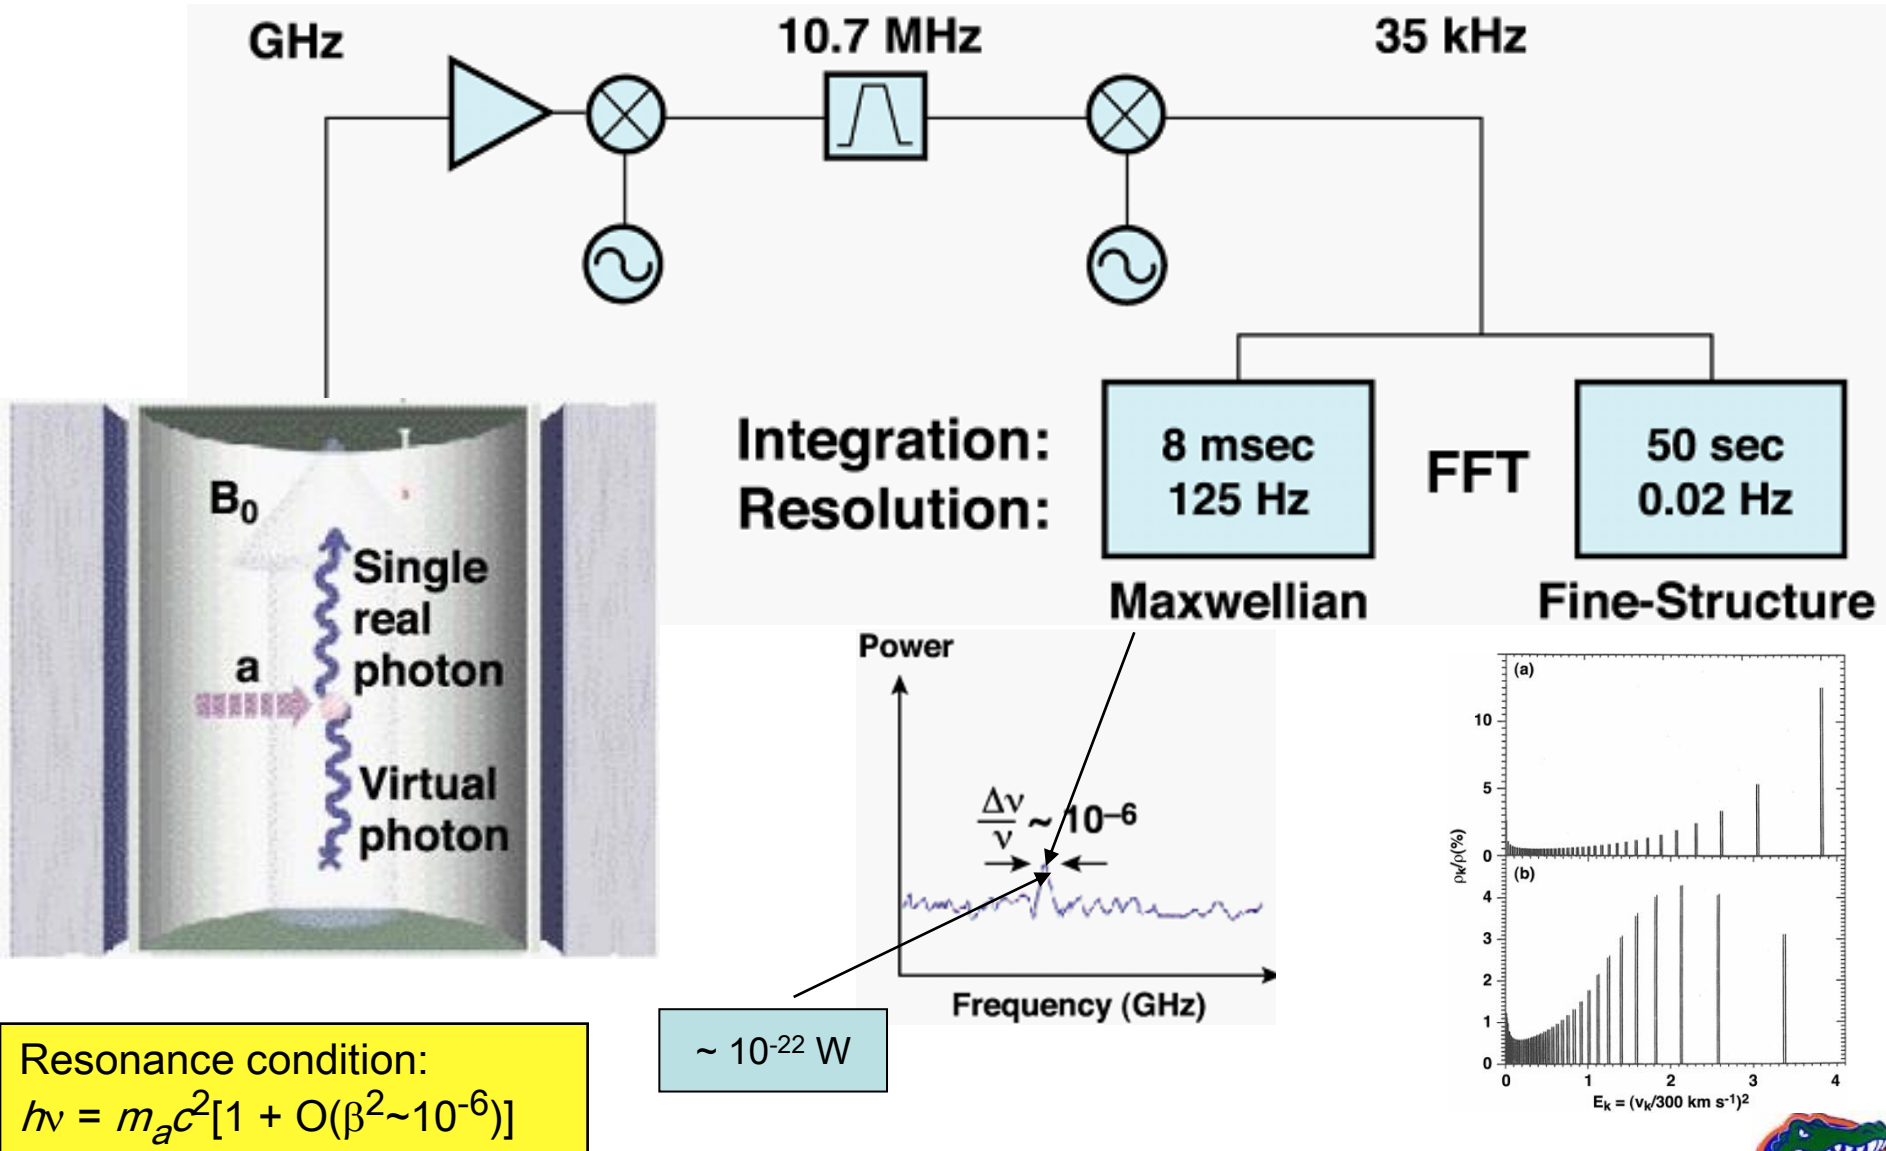 GHz
10.7 MHz
35 kHz
Integration:
Resolution:
8 msec
125 Hz
FFT
50 sec
0.02 Hz
Maxwellian
Fine-Structure
B₀
Single
real
photon
a
Virtual
photon
Power
Δν/ν ~ 10⁻⁶
Frequency (GHz)
~ 10⁻²² W
Resonance condition:
hν = mₐc²[1 + O(β²~10⁻⁶)]
(a)
10
5
0
ρₖ/ρ(%)
(b)
4
3
2
1
0
0 1 2 3 4
Eₖ = (vₖ/300 km s⁻¹)²